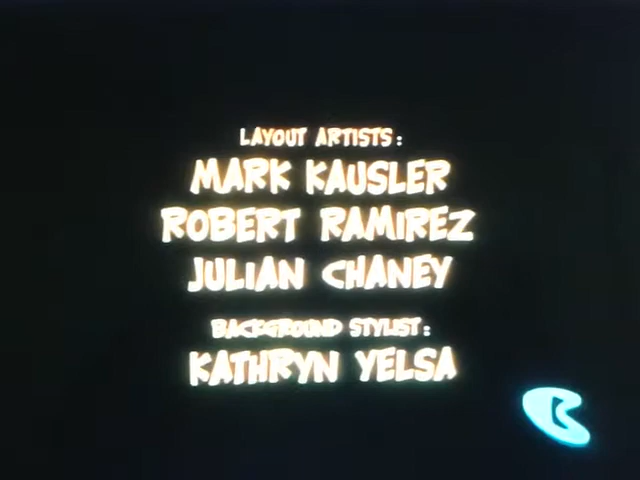 LAYOUT ARTISTS:
MARK KAUSLER
ROBERT RAMIREZ
JULIAN CHANEY
BACKGROUND STYLIST:
KATHRYN YELSA
B